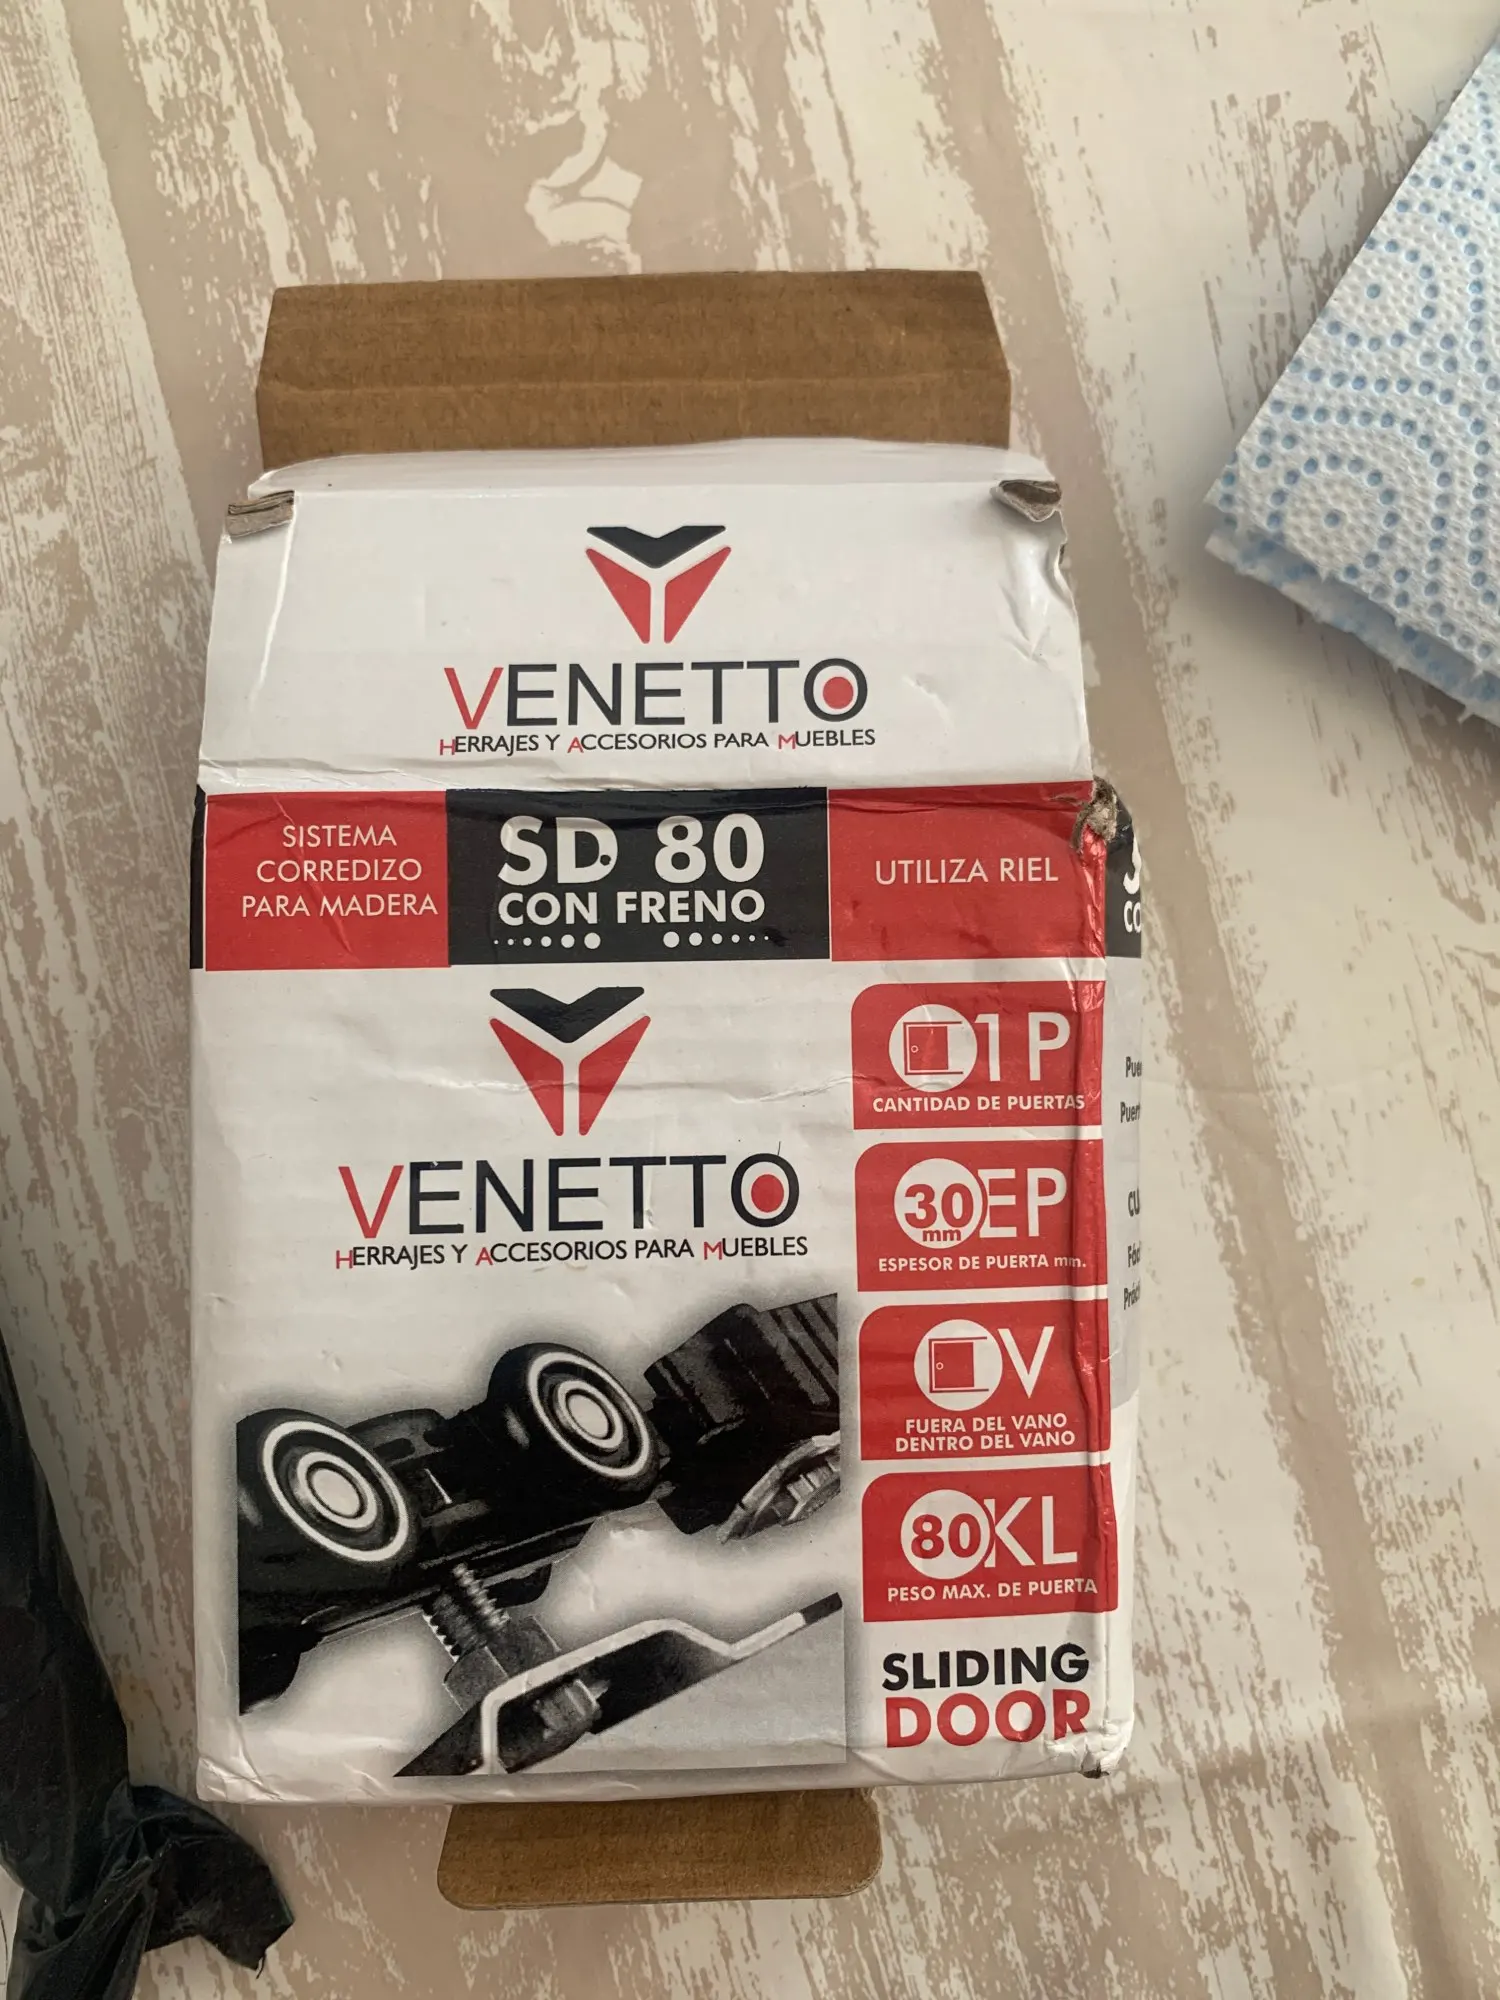 VENETTO
HERRAJES Y ACCESORIOS PARA MUEBLES
SISTEMA
CORREDIZO
PARA MADERA
SD 80
CON FRENO
UTILIZA RIEL
1P
CANTIDAD DE PUERTAS
VENETTO
HERRAJES Y ACCESORIOS PARA MUEBLES
30
mm
EP
ESPESOR DE PUERTA mm.
V
FUERA DEL VANO
DENTRO DEL VANO
80
KL
PESO MAX. DE PUERTA
SLIDING
DOOR